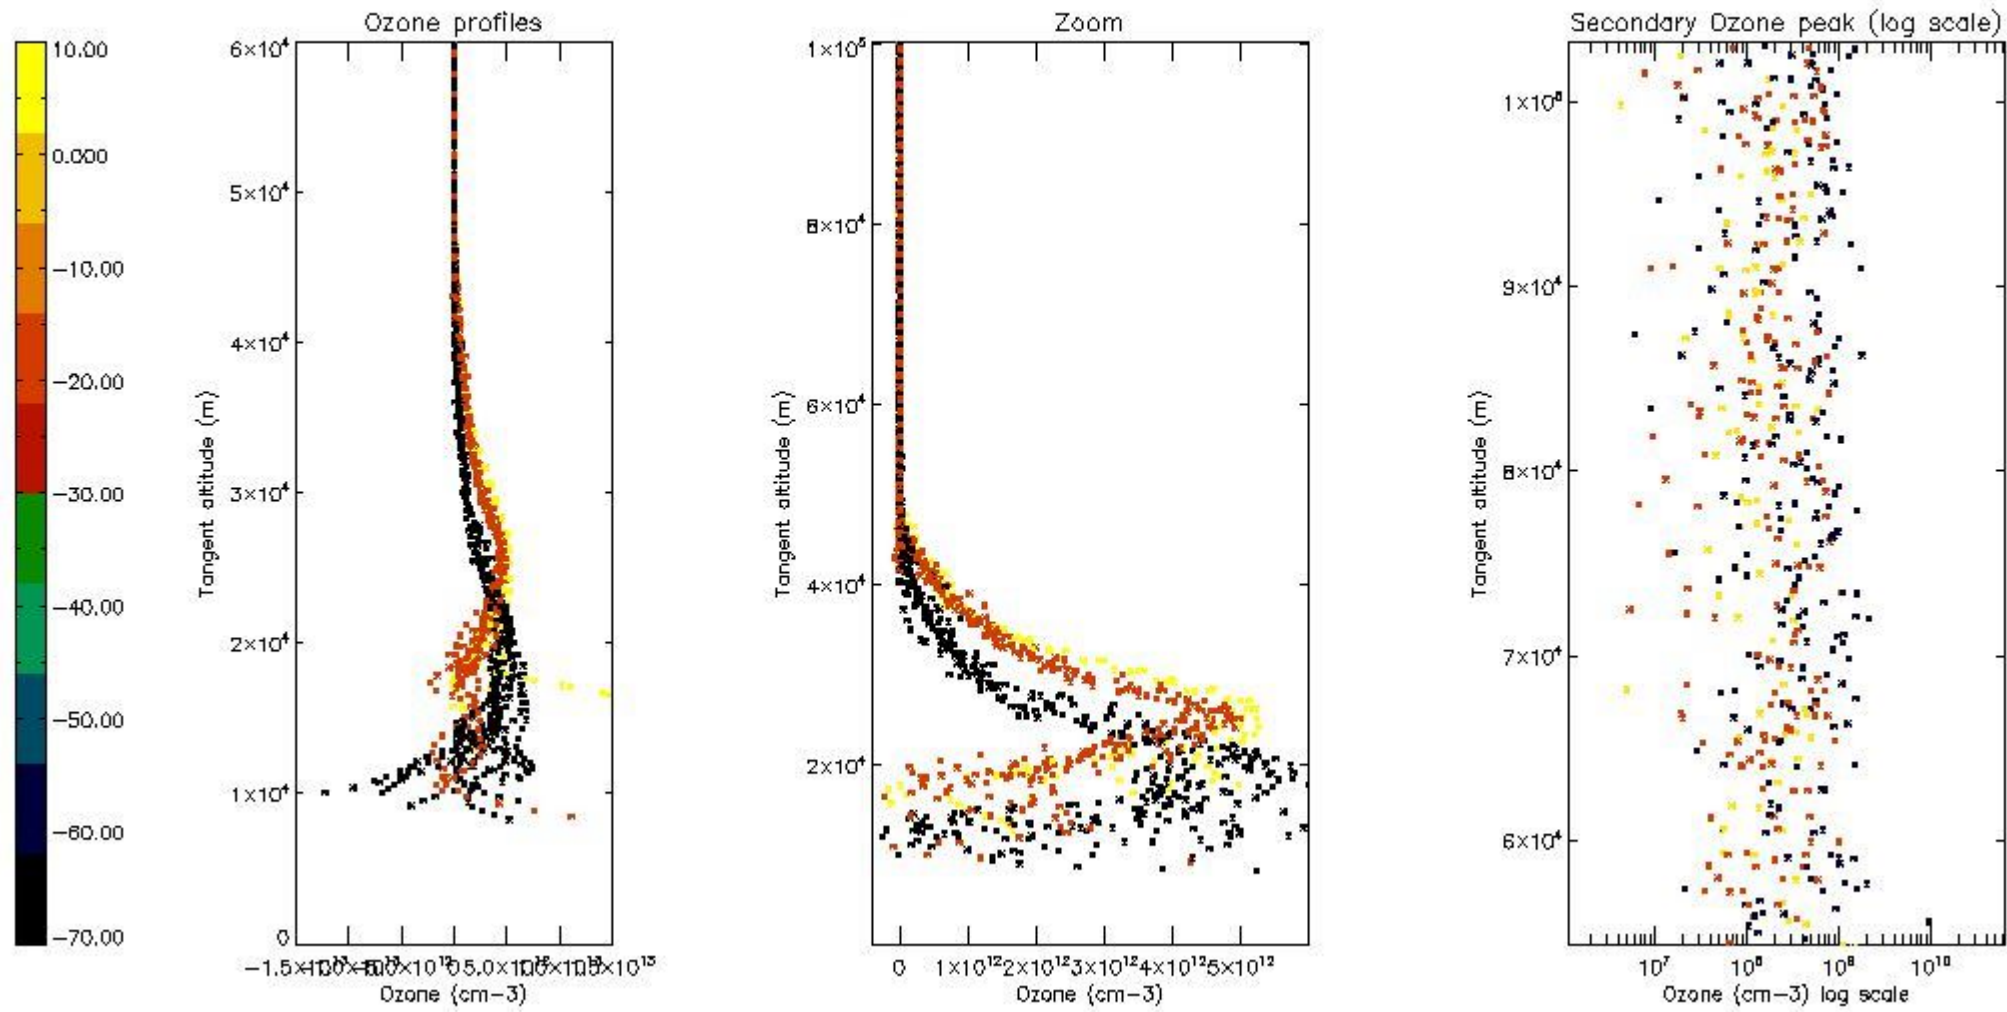 Ozone profiles
Zoom
Secondary Ozone peak (log scale)
10.00
0.000
−10.00
−20.00
−30.00
−40.00
−50.00
−60.00
−70.00
6×10⁴
5×10⁴
4×10⁴
3×10⁴
2×10⁴
1×10⁴
0
Tangent altitude (m)
Ozone (cm−3)
1×10⁵
8×10⁴
6×10⁴
4×10⁴
2×10⁴
Tangent altitude (m)
0 1×10¹² 2×10¹² 3×10¹² 4×10¹² 5×10¹²
Ozone (cm−3)
1×10⁵
9×10⁴
8×10⁴
7×10⁴
6×10⁴
Tangent altitude (m)
10⁷ 10⁸ 10⁹ 10¹⁰
Ozone (cm−3) log scale